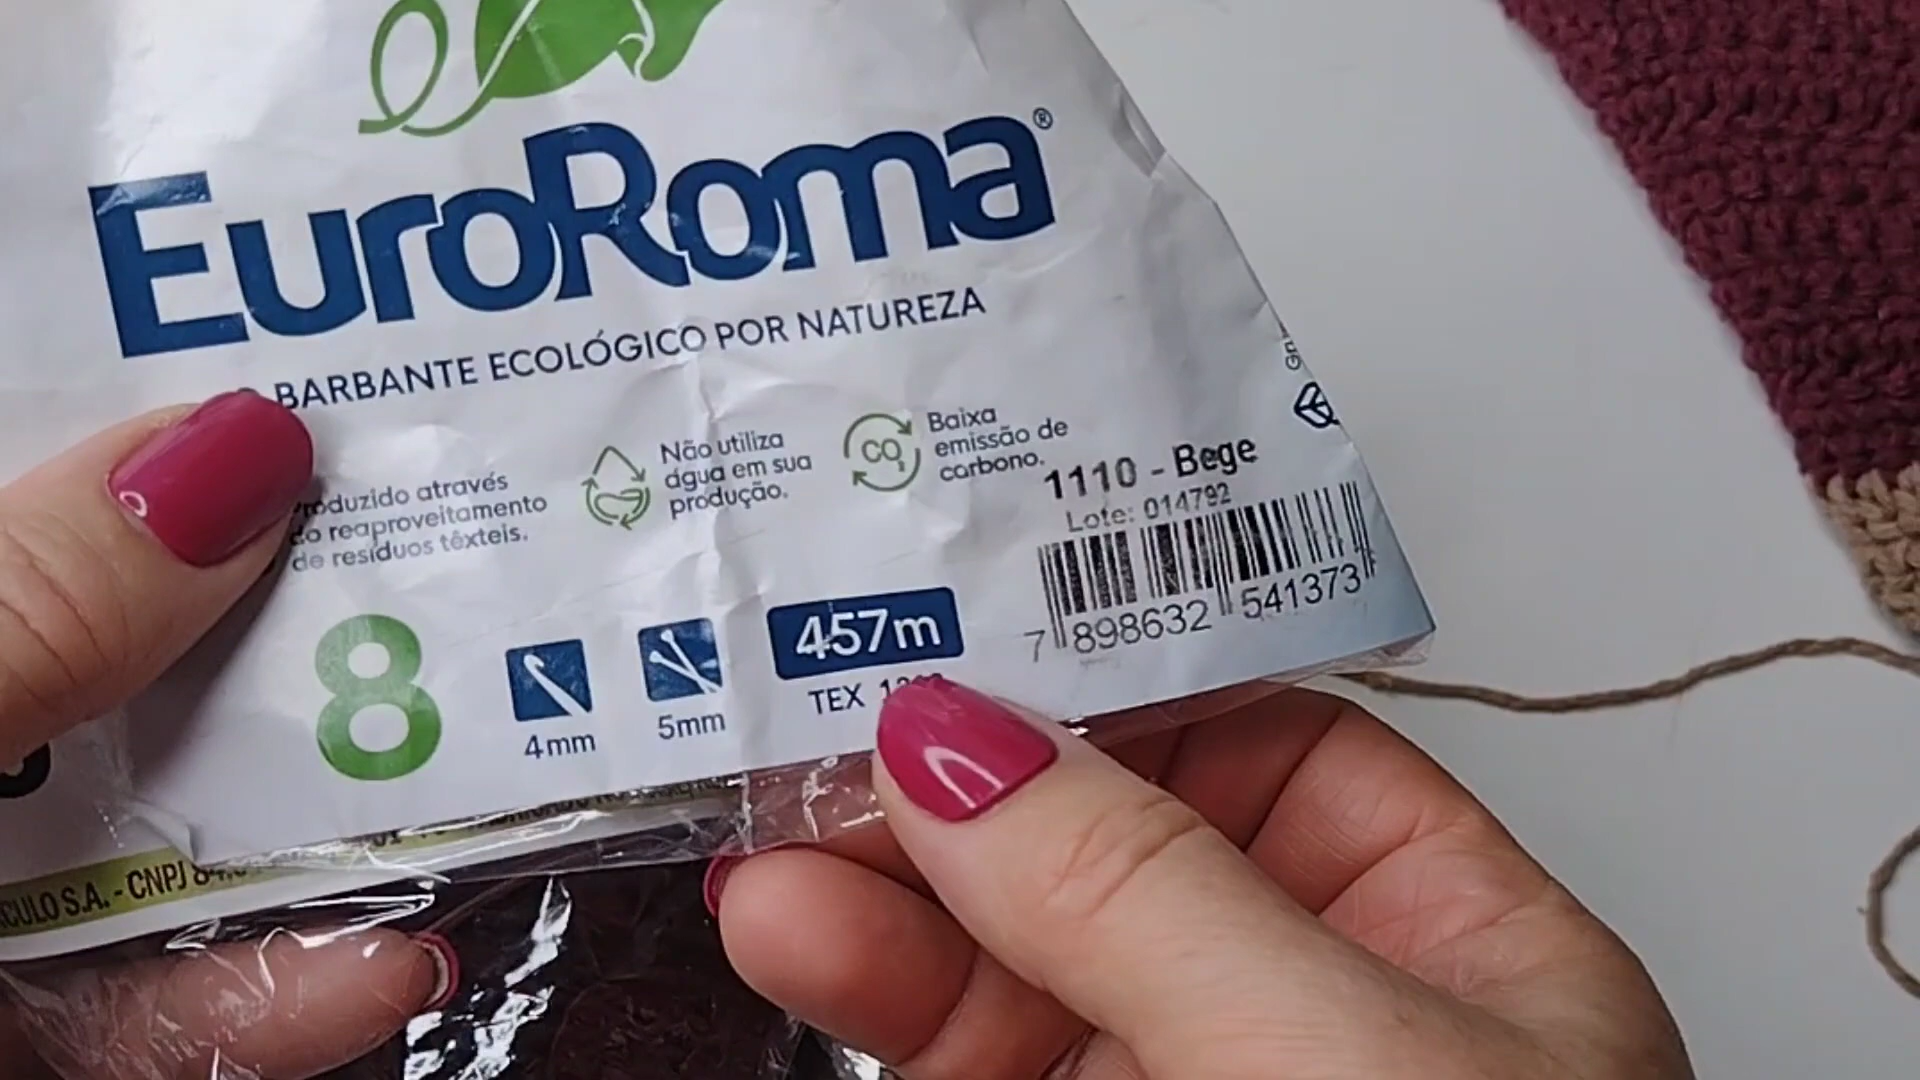 EuroRoma®
BARBANTE ECOLÓGICO POR NATUREZA
Produzido através
do reaproveitamento
de resíduos têxteis.
Não utiliza
água em sua
produção.
CO₂
Baixa
emissão de
carbono.
1110 - Bege
Lote: 014792
7 898632 541373
8
4mm
5mm
457m
TEX
S.A. - CNPJ